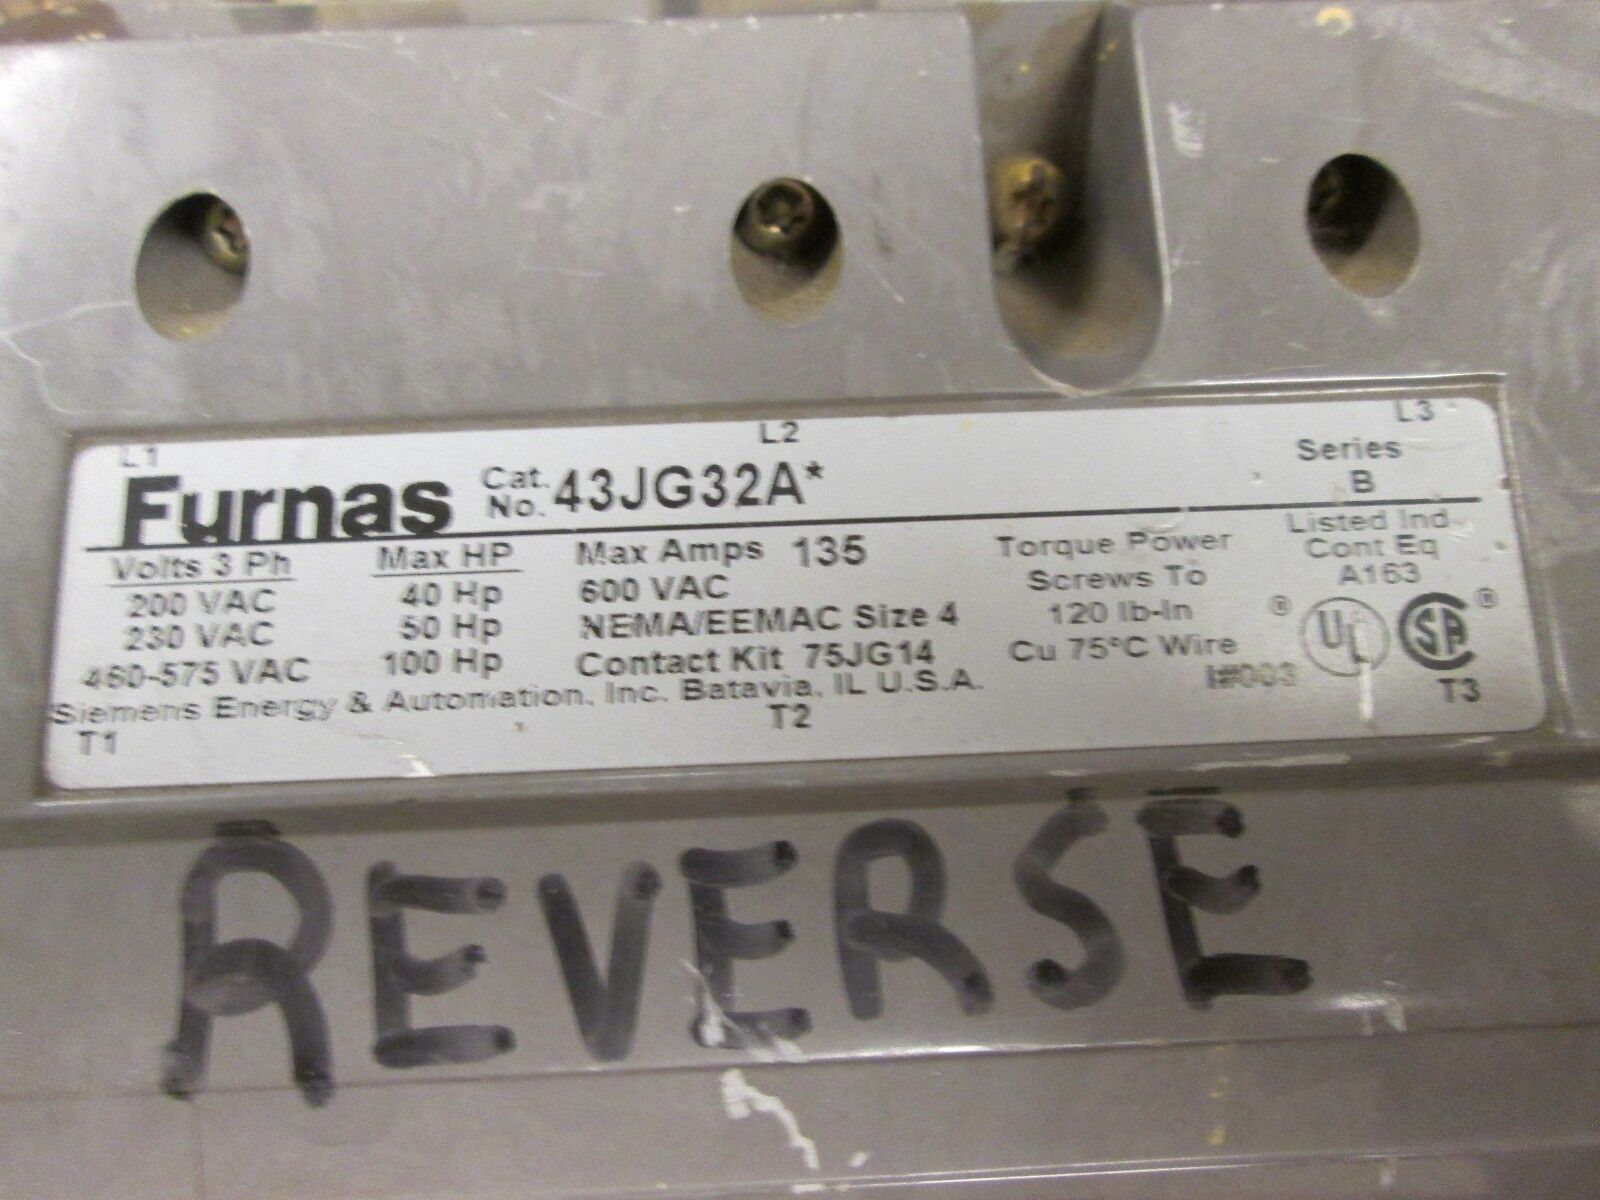 L1 L2 L3
Furnas Cat. No. 43JG32A* Series B
Volts 3 Ph Max HP Max Amps 135
200 VAC 40 Hp 600 VAC
230 VAC 50 Hp NEMA/EEMAC Size 4
460-575 VAC 100 Hp Contact Kit 75JG14
Torque Power
Screws To
120 lb-In
Cu 75°C Wire
Listed Ind
Cont Eq
A163
I#003
® UL SA ®
Siemens Energy & Automation, Inc. Batavia, IL U.S.A.
T1 T2 T3
REVERSE